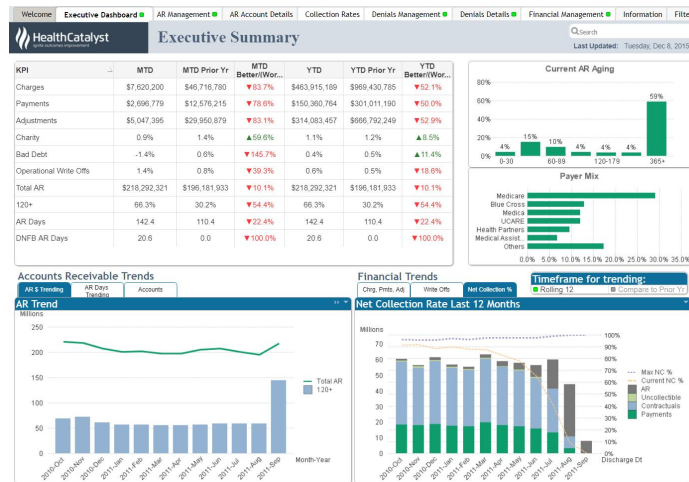 Welcome Executive Dashboard AR Management AR Account Details Collection Rates Denials Management Denials Details Financial Management Information Filte
HealthCatalyst
ignite outcomes improvement
Executive Summary
Search
Last Updated: Tuesday, Dec 8, 2015
KPI MTD MTD Prior Yr MTD Better/(Wor... YTD YTD Prior Yr YTD Better/(Wor...
Charges $7,620,200 $46,716,780 ▼83.7% $463,915,189 $969,430,785 ▼52.1%
Payments $2,696,779 $12,576,215 ▼78.6% $150,360,764 $301,011,190 ▼50.0%
Adjustments $5,047,395 $29,950,879 ▼83.1% $314,083,457 $666,792,249 ▼52.9%
Charity 0.9% 1.4% ▲59.6% 1.1% 1.2% ▲8.5%
Bad Debt -1.4% 0.6% ▼145.7% 0.4% 0.5% ▲11.4%
Operational Write Offs 1.4% 0.8% ▼39.3% 0.6% 0.5% ▼18.6%
Total AR $218,292,321 $196,181,933 ▼10.1% $218,292,321 $196,181,933 ▼10.1%
120+ 66.3% 30.2% ▼54.4% 66.3% 30.2% ▼54.4%
AR Days 142.4 110.4 ▼22.4% 142.4 110.4 ▼22.4%
DNFB AR Days 20.6 0.0 ▼100.0% 20.6 0.0 ▼100.0%
Current AR Aging
80%
60%
40%
20%
0%
4% 15% 10% 4% 4% 4% 59%
0-30 60-89 120-179 365+
Payer Mix
Medicare
Blue Cross
Medica
UCARE
Health Partners
Medical Assist..
Others
0.0% 5.0% 10.0% 15.0% 20.0% 25.0% 30.0% 35.0%
Accounts Receivable Trends
AR $ Trending AR Days Trending Accounts
AR Trend
Millions
250
200
150
100
50
0
2010-Oct 2010-Nov 2010-Dec 2011-Jan 2011-Feb 2011-Mar 2011-Apr 2011-May 2011-Jun 2011-Jul 2011-Aug 2011-Sep
Month-Year
Total AR
120+
Financial Trends
Chrg, Pmts, Adj Write Offs Net Collection %
Timeframe for trending:
Rolling 12 Compare to Prior Yr
Net Collection Rate Last 12 Months
Millions
70
60
50
40
30
20
10
0
100%
90%
80%
70%
60%
50%
40%
30%
20%
10%
0%
2010-Oct 2010-Nov 2010-Dec 2011-Jan 2011-Feb 2011-Mar 2011-Apr 2011-May 2011-Jun 2011-Jul 2011-Aug 2011-Sep
Discharge Dt
Max NC %
Current NC %
AR
Uncollectible
Contractuals
Payments